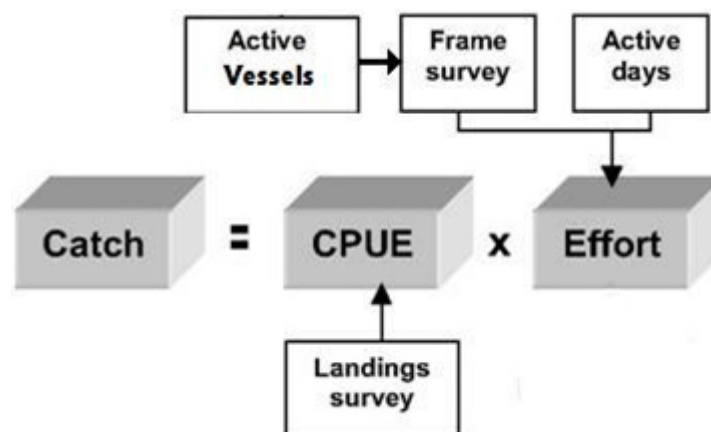 Active
Vessels
Frame
survey
Active
days
Catch = CPUE x Effort
Landings
survey